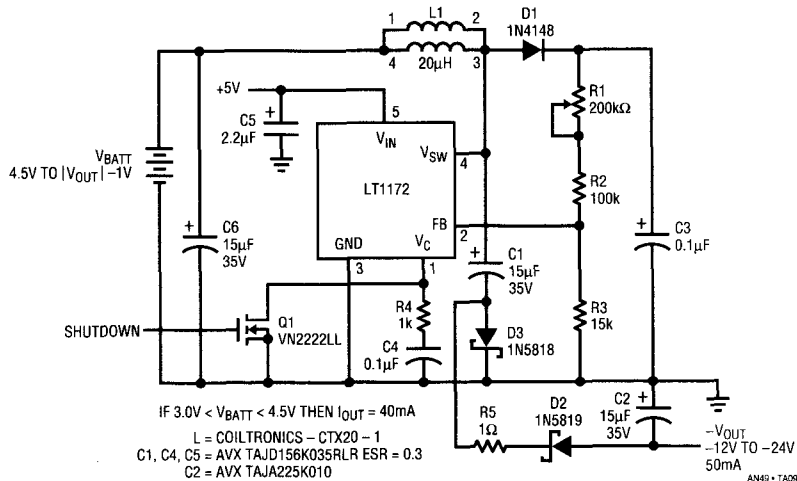 L1
1
2
4
3
20µH
D1
1N4148
+5V
C5
2.2µF
+
5
VIN
VSW
4
LT1172
FB
2
GND
3
VC
1
R1
200kΩ
R2
100k
R3
15k
+
C3
0.1µF
VBATT
4.5V TO |VOUT| –1V
+
C6
15µF
35V
+
C1
15µF
35V
SHUTDOWN
Q1
VN2222LL
R4
1k
C4
0.1µF
D3
1N5818
IF 3.0V < VBATT < 4.5V THEN IOUT = 40mA
L = COILTRONICS – CTX20 - 1
C1, C4, C5 = AVX TAJD156K035RLR ESR = 0.3
C2 = AVX TAJA225K010
R5
1Ω
D2
1N5819
+
C2
15µF
35V
–VOUT
–12V TO –24V
50mA
AN49 • TA09